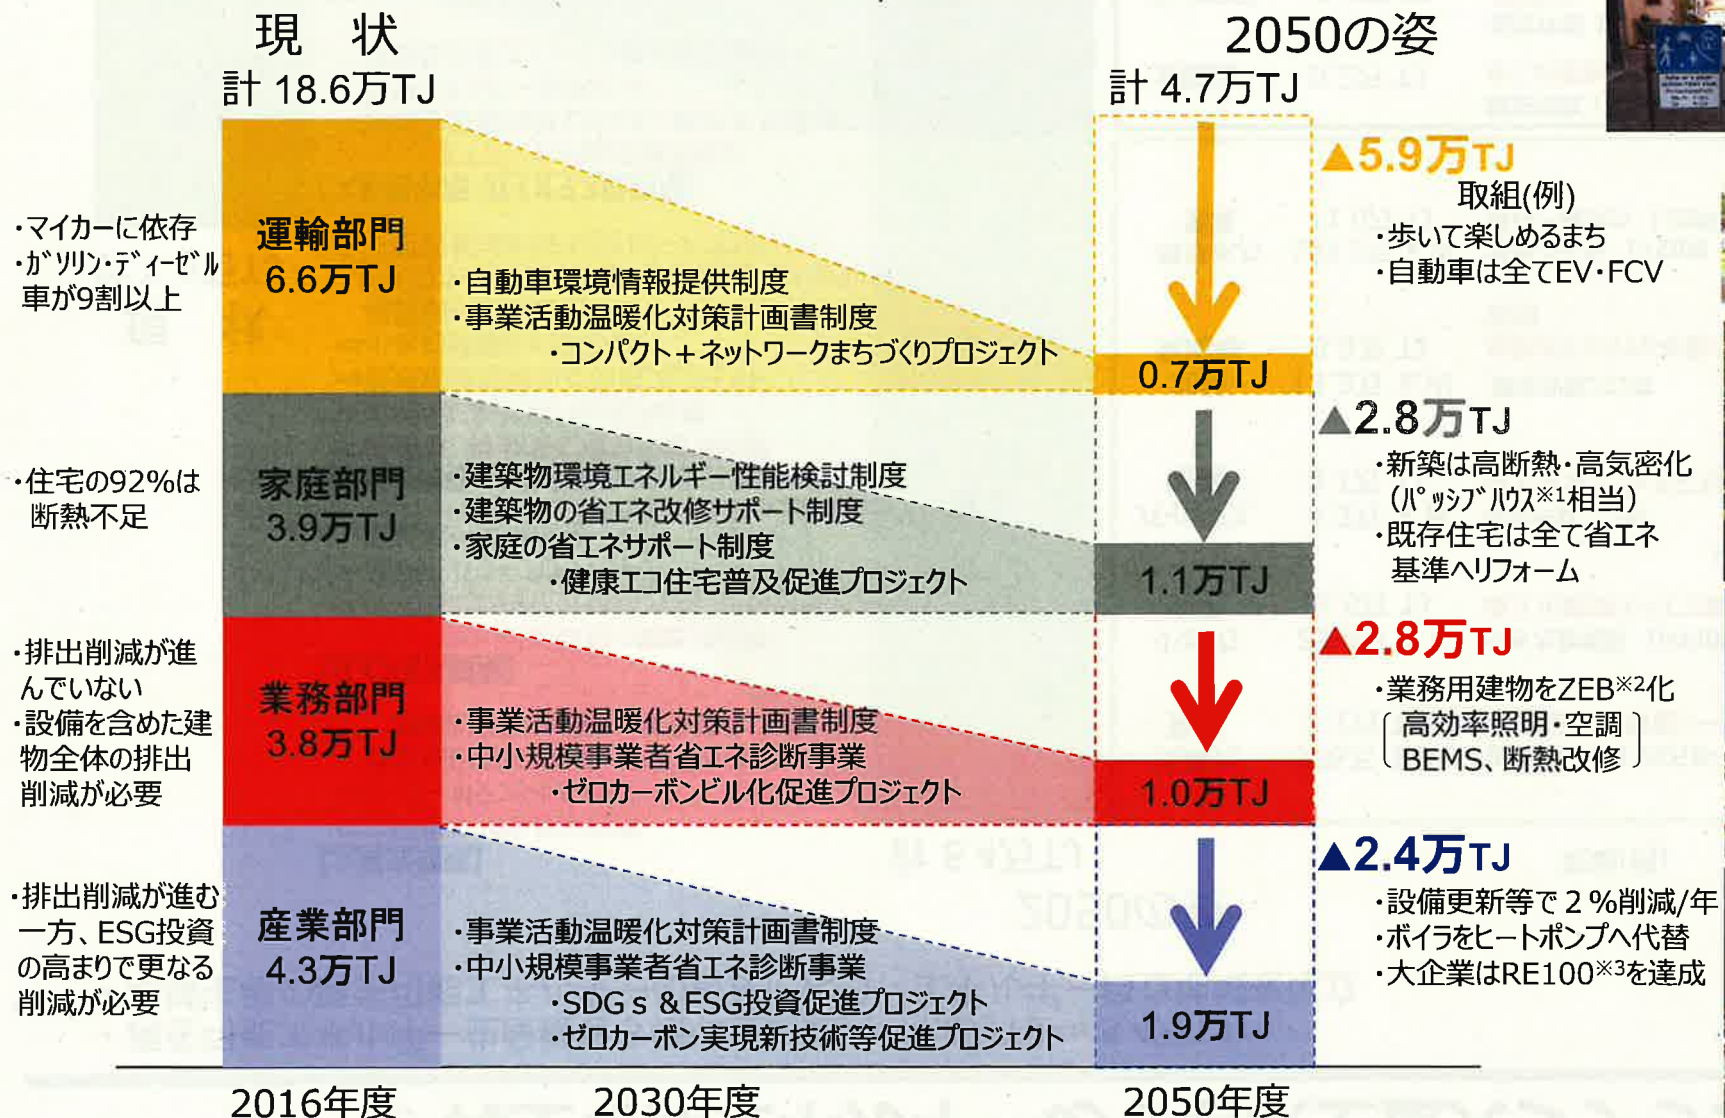 現 状
計 18.6万TJ
2050の姿
計 4.7万TJ
・マイカーに依存
・ガソリン・ディーゼル
車が9割以上
運輸部門
6.6万TJ
・自動車環境情報提供制度
・事業活動温暖化対策計画書制度
・コンパクト＋ネットワークまちづくりプロジェクト
0.7万TJ
▲5.9万TJ
取組(例)
・歩いて楽しめるまち
・自動車は全てEV・FCV
・住宅の92%は
断熱不足
家庭部門
3.9万TJ
・建築物環境エネルギー性能検討制度
・建築物の省エネ改修サポート制度
・家庭の省エネサポート制度
・健康エコ住宅普及促進プロジェクト
1.1万TJ
▲2.8万TJ
・新築は高断熱・高気密化
（パッシブハウス※1相当）
・既存住宅は全て省エネ
基準へリフォーム
・排出削減が進
んでいない
・設備を含めた建
物全体の排出
削減が必要
業務部門
3.8万TJ
・事業活動温暖化対策計画書制度
・中小規模事業者省エネ診断事業
・ゼロカーボンビル化促進プロジェクト
1.0万TJ
▲2.8万TJ
・業務用建物をZEB※2化
高効率照明・空調
BEMS、断熱改修
・排出削減が進む
一方、ESG投資
の高まりで更なる
削減が必要
産業部門
4.3万TJ
・事業活動温暖化対策計画書制度
・中小規模事業者省エネ診断事業
・SDGｓ＆ESG投資促進プロジェクト
・ゼロカーボン実現新技術等促進プロジェクト
1.9万TJ
▲2.4万TJ
・設備更新等で２%削減/年
・ボイラをヒートポンプへ代替
・大企業はRE100※3を達成
2016年度
2030年度
2050年度